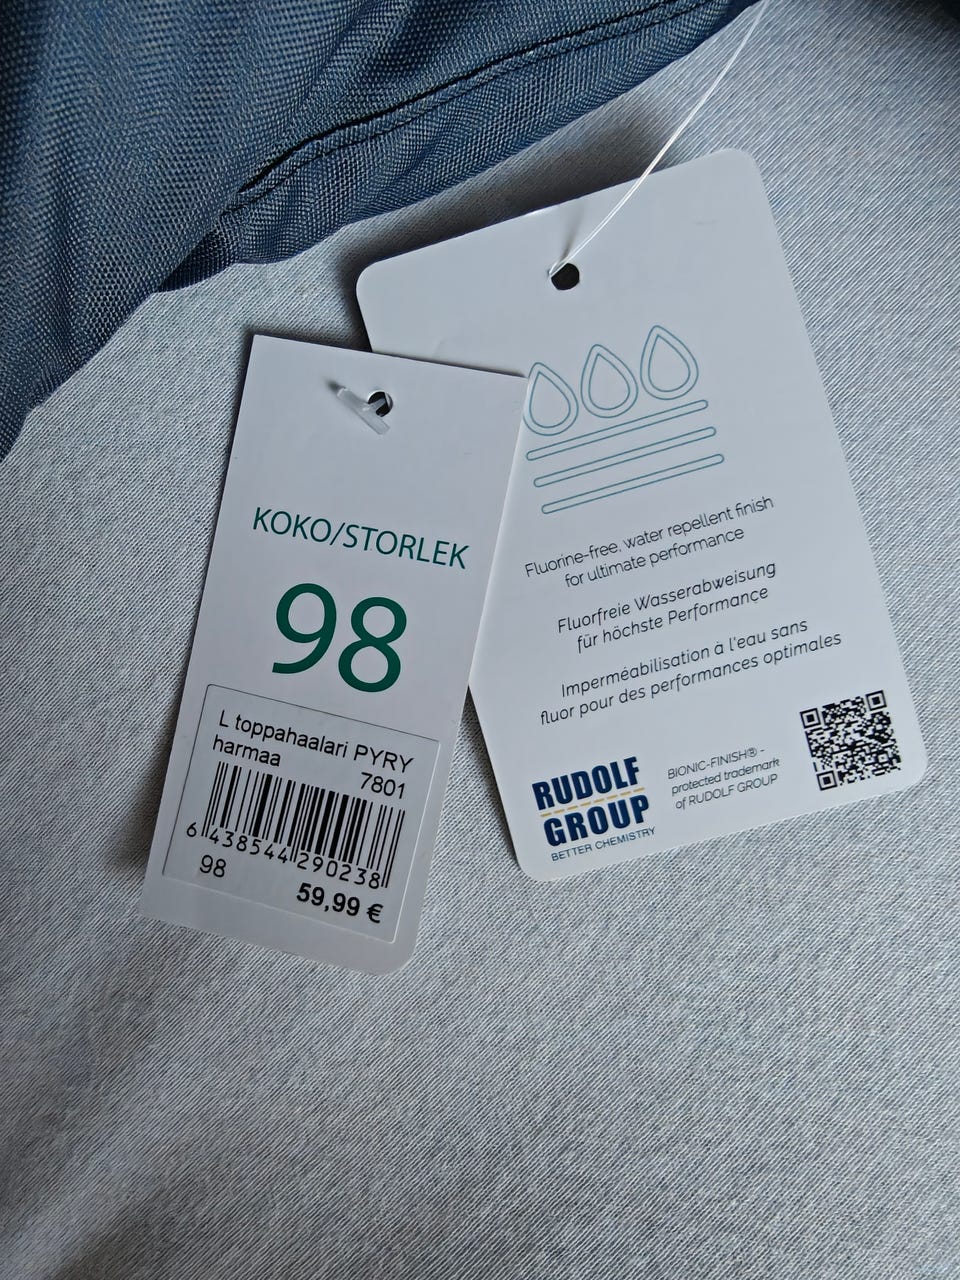 KOKO/STORLEK
98
L toppahaalari PYRY
harmaa
7801
6 438544 290238
98
59,99 €
Fluorine-free, water repellent finish
for ultimate performance
Fluorfreie Wasserabweisung
für höchste Performance
Imperméabilisation à l'eau sans
fluor pour des performances optimales
RUDOLF
GROUP
BETTER CHEMISTRY
BIONIC-FINISH® -
protected trademark
of RUDOLF GROUP